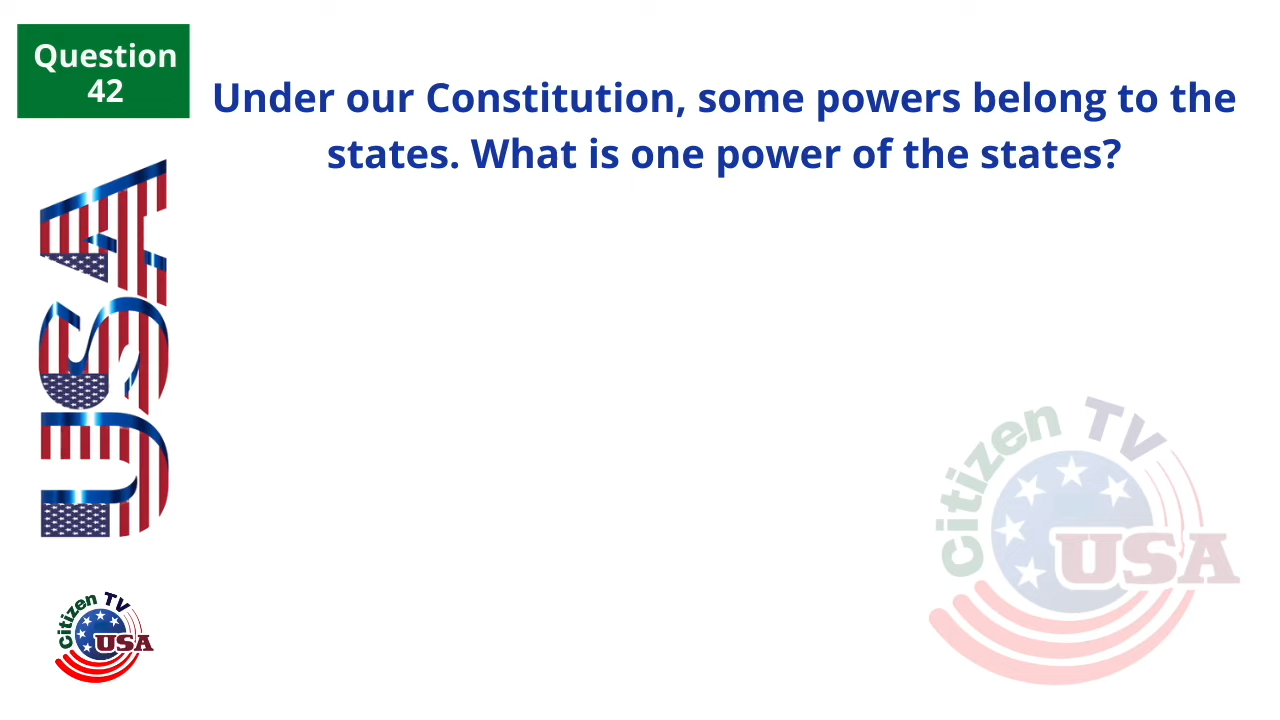 Question
42
Under our Constitution, some powers belong to the
states. What is one power of the states?
USA
Citizen TV
USA
Citizen TV
USA